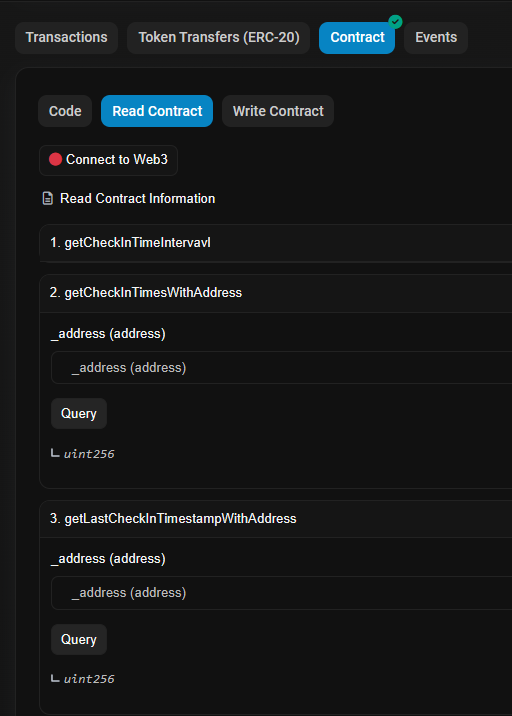 Transactions Token Transfers (ERC-20) Contract Events
Code Read Contract Write Contract
Connect to Web3
Read Contract Information
1. getCheckInTimeIntervavl
2. getCheckInTimesWithAddress
_address (address)
_address (address)
Query
uint256
3. getLastCheckInTimestampWithAddress
_address (address)
_address (address)
Query
uint256